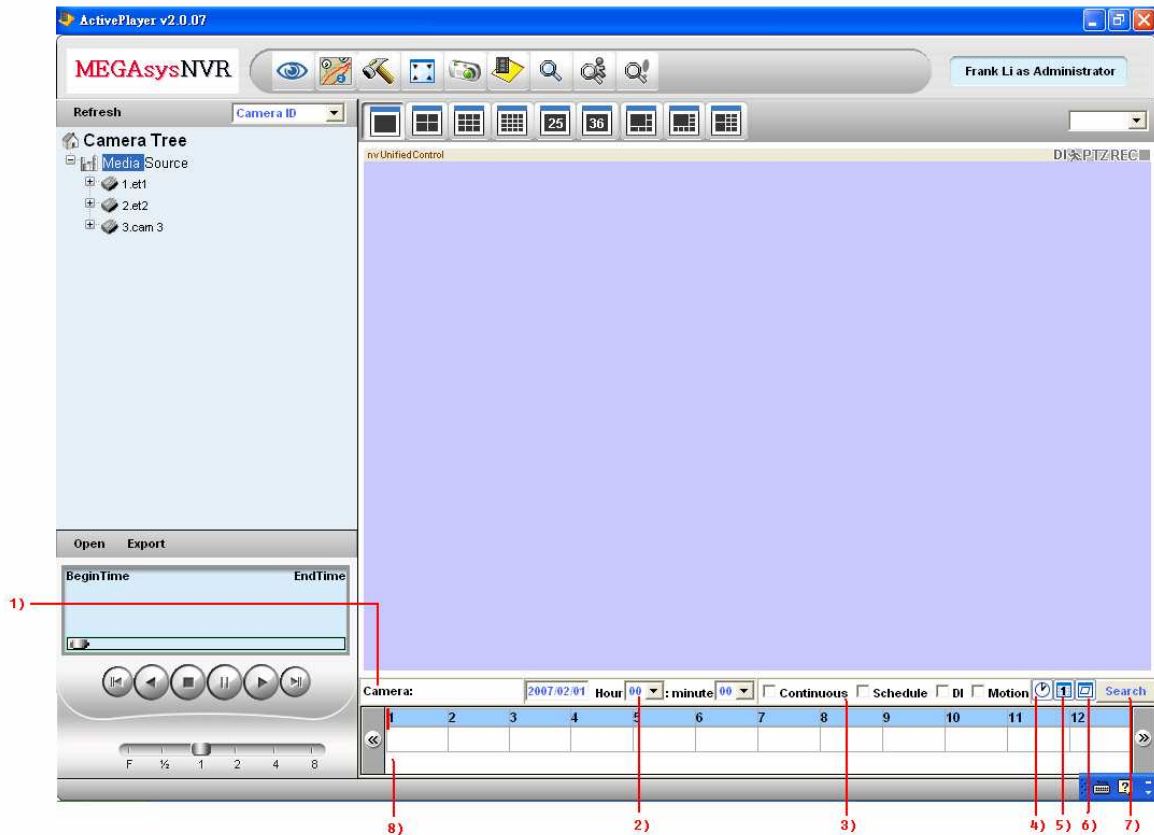 ActivePlayer v2.0.07
MEGAsysNVR
Frank Li as Administrator
Refresh Camera ID
25 36
Camera Tree
Media Source
1.et1
2.et2
3.cam 3
nvUnifiedControl DI PTZ REC
Open Export
BeginTime EndTime
1)
Camera: 2007/02/01 Hour 00 : minute 00 Continuous Schedule DI Motion 1 Search
1 2 3 4 5 6 7 8 9 10 11 12
F ½ 1 2 4 8
8) 2) 3) 4) 5) 6) 7)